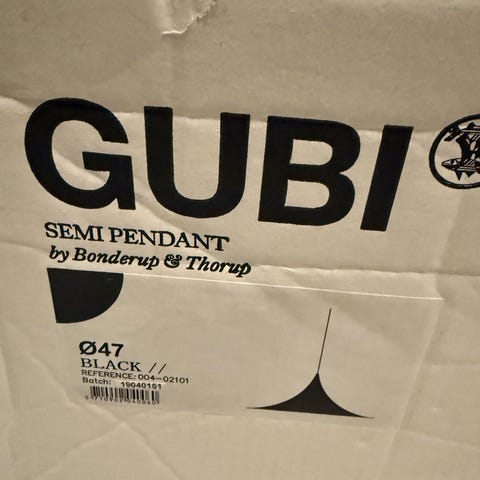 GUBI
SEMI PENDANT
by Bonderup & Thorup
Ø47
BLACK //
REFERENCE: 004-02101
Batch: 19040151